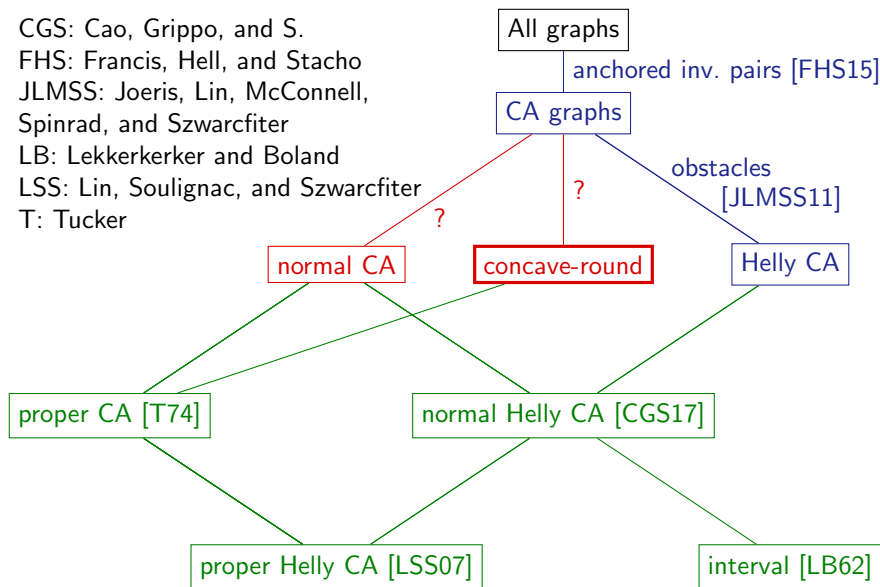 CGS: Cao, Grippo, and S.
FHS: Francis, Hell, and Stacho
JLMSS: Joeris, Lin, McConnell,
Spinrad, and Szwarcfiter
LB: Lekkerkerker and Boland
LSS: Lin, Soulignac, and Szwarcfiter
T: Tucker
All graphs
anchored inv. pairs [FHS15]
CA graphs
obstacles
[JLMSS11]
?
?
normal CA
concave-round
Helly CA
proper CA [T74]
normal Helly CA [CGS17]
proper Helly CA [LSS07]
interval [LB62]